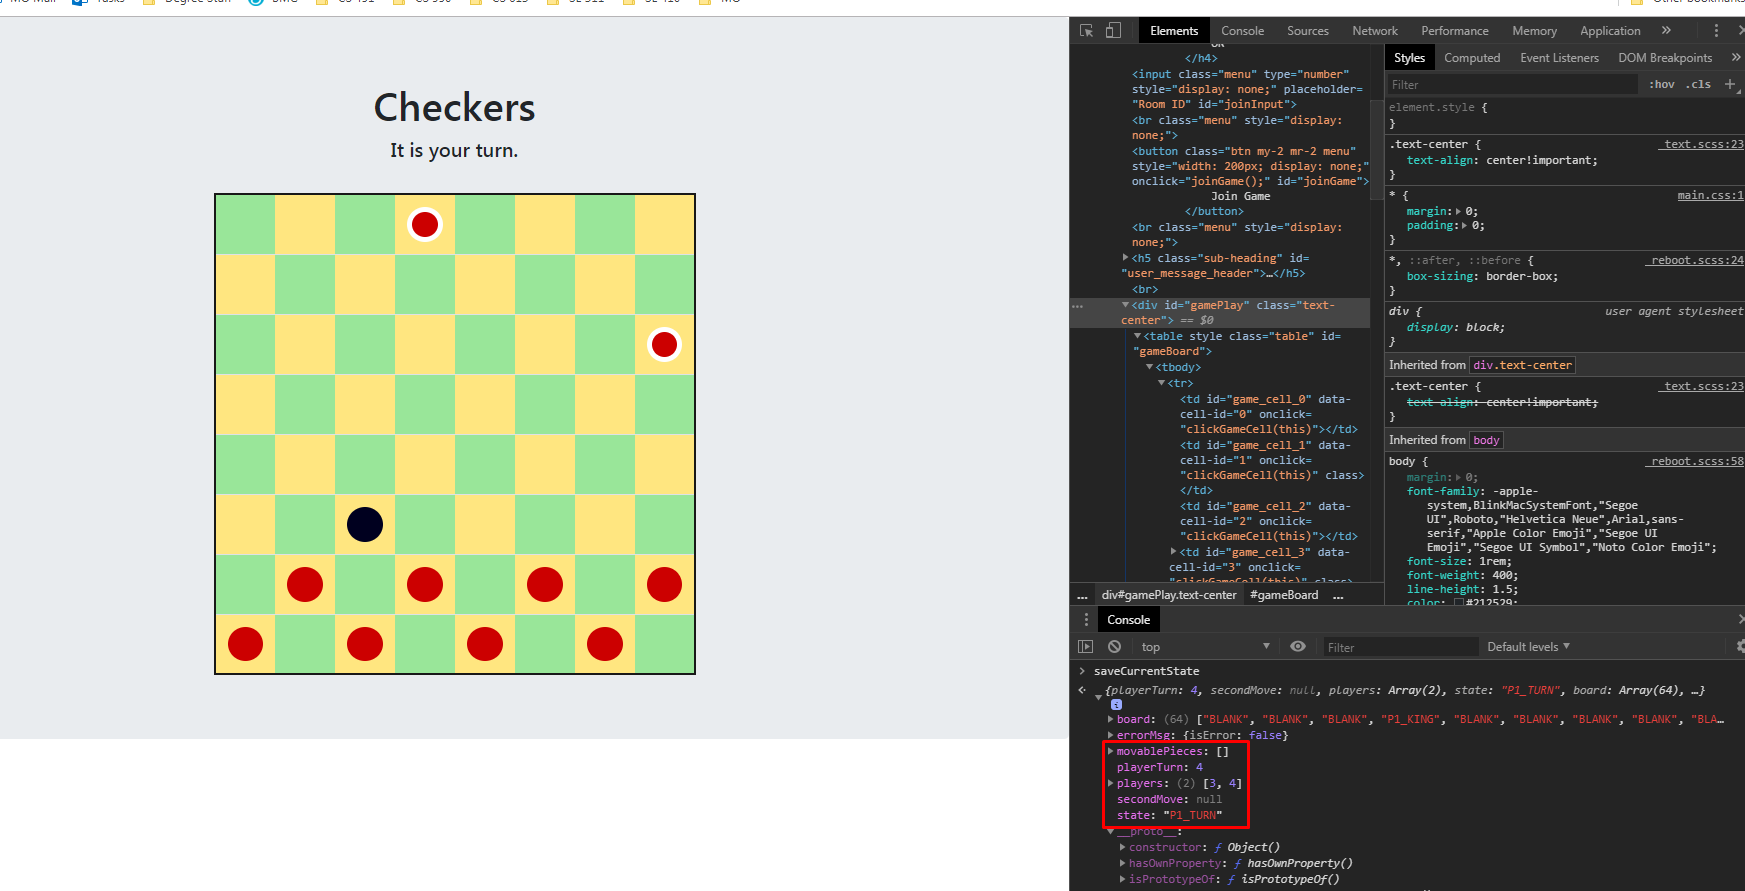 Checkers
It is your turn.
Elements Console Sources Network Performance Memory Application »
</h4>
<input class="menu" type="number"
style="display: none;" placeholder=
"Room ID" id="joinInput">
<br class="menu" style="display:
none;">
<button class="btn my-2 mr-2 menu"
style="width: 200px; display: none;"
onclick="joinGame();" id="joinGame">
Join Game
</button>
<br class="menu" style="display:
none;">
<h5 class="sub-heading" id=
"user_message_header">…</h5>
<br>
<div id="gamePlay" class="text-
center"> == $0
<table style class="table" id=
"gameBoard">
<tbody>
<tr>
<td id="game_cell_0" data-
cell-id="0" onclick=
"clickGameCell(this)"></td>
<td id="game_cell_1" data-
cell-id="1" onclick=
"clickGameCell(this)" class>
</td>
<td id="game_cell_2" data-
cell-id="2" onclick=
"clickGameCell(this)"></td>
<td id="game_cell_3" data-
cell-id="3" onclick=
"clickGameCell(this)" class>
... div#gamePlay.text-center #gameBoard ...
Styles Computed Event Listeners DOM Breakpoints »
Filter :hov .cls +
element.style {
}
.text-center { _text.scss:23
text-align: center!important;
}
* { main.css:1
margin: 0;
padding: 0;
}
*, ::after, ::before { _reboot.scss:24
box-sizing: border-box;
}
div { user agent stylesheet
display: block;
}
Inherited from div.text-center
.text-center { _text.scss:23
text-align: center!important;
}
Inherited from body
body { _reboot.scss:58
margin: 0;
font-family: -apple-
system,BlinkMacSystemFont,"Segoe
UI",Roboto,"Helvetica Neue",Arial,sans-
serif,"Apple Color Emoji","Segoe UI
Emoji","Segoe UI Symbol","Noto Color Emoji";
font-size: 1rem;
font-weight: 400;
line-height: 1.5;
color: #212529;
Console
top Filter Default levels
> saveCurrentState
{playerTurn: 4, secondMove: null, players: Array(2), state: "P1_TURN", board: Array(64), …}
board: (64) ["BLANK", "BLANK", "BLANK", "P1_KING", "BLANK", "BLANK", "BLANK", "BLANK", "BLA…
errorMsg: {isError: false}
movablePieces: []
playerTurn: 4
players: (2) [3, 4]
secondMove: null
state: "P1_TURN"
__proto__:
constructor: ƒ Object()
hasOwnProperty: ƒ hasOwnProperty()
isPrototypeOf: ƒ isPrototypeOf()